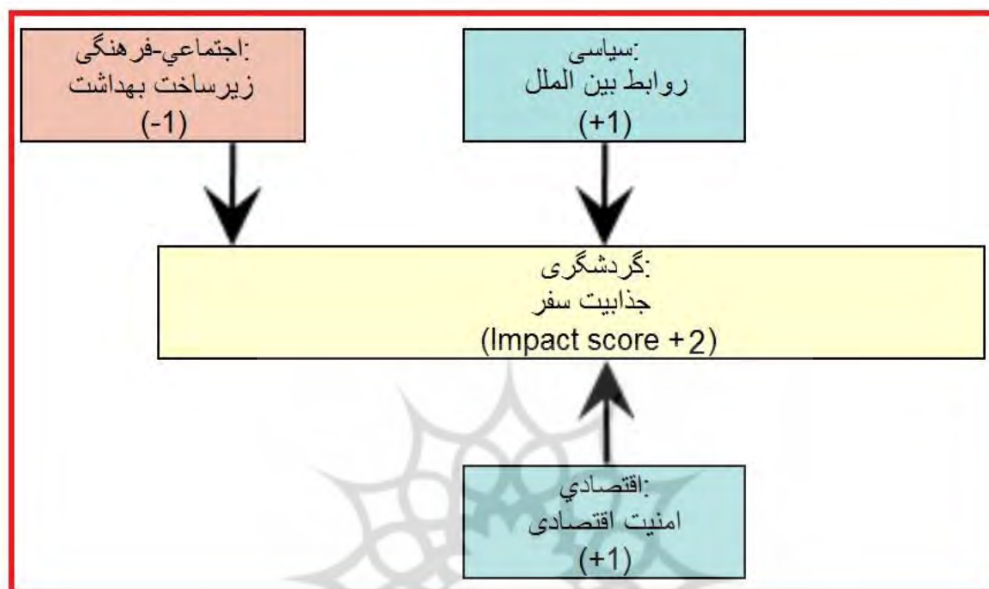 اجتماعي-فرهنگی:
زیرساخت بهداشت
(-1)
سیاسی:
روابط بین الملل
(+1)
گردشگری:
جذابیت سفر
(Impact score +2)
اقتصادي:
امنیت اقتصادی
(+1)